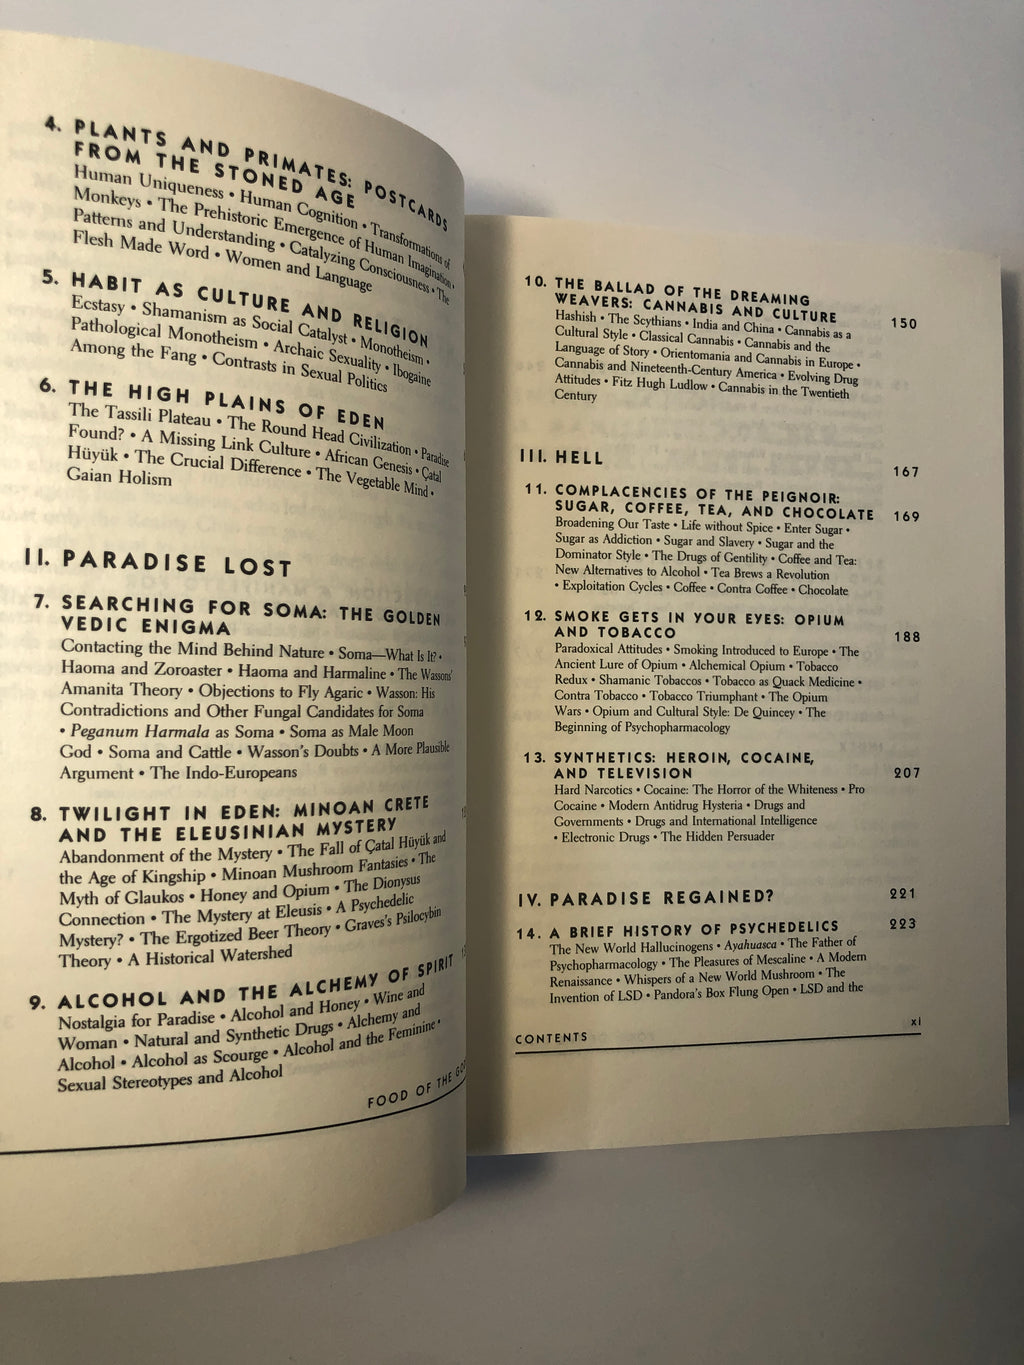 4. PLANTS AND PRIMATES: POSTCARDS
FROM THE STONED AGE
Human Uniqueness • Human Cognition • Transformations of
Monkeys • The Prehistoric Emergence of Human Imagination •
Patterns and Understanding • Catalyzing Consciousness • The
Flesh Made Word • Women and Language
5. HABIT AS CULTURE AND RELIGION
Ecstasy • Shamanism as Social Catalyst • Monotheism •
Pathological Monotheism • Archaic Sexuality • Ibogaine
Among the Fang • Contrasts in Sexual Politics
6. THE HIGH PLAINS OF EDEN
The Tassili Plateau • The Round Head Civilization • Paradise
Found? • A Missing Link Culture • African Genesis • Çatal
Hüyük • The Crucial Difference • The Vegetable Mind •
Gaian Holism
II. PARADISE LOST
7. SEARCHING FOR SOMA: THE GOLDEN
VEDIC ENIGMA
Contacting the Mind Behind Nature • Soma—What Is It? •
Haoma and Zoroaster • Haoma and Harmaline • The Wassons'
Amanita Theory • Objections to Fly Agaric • Wasson: His
Contradictions and Other Fungal Candidates for Soma
• Peganum Harmala as Soma • Soma as Male Moon
God • Soma and Cattle • Wasson's Doubts • A More Plausible
Argument • The Indo-Europeans
8. TWILIGHT IN EDEN: MINOAN CRETE
AND THE ELEUSINIAN MYSTERY
Abandonment of the Mystery • The Fall of Çatal Hüyük and
the Age of Kingship • Minoan Mushroom Fantasies • The
Myth of Glaukos • Honey and Opium • The Dionysus
Connection • The Mystery at Eleusis • A Psychedelic
Mystery? • The Ergotized Beer Theory • Graves's Psilocybin
Theory • A Historical Watershed
9. ALCOHOL AND THE ALCHEMY OF SPIRIT
Nostalgia for Paradise • Alcohol and Honey • Wine and
Woman • Natural and Synthetic Drugs • Alchemy and
Alcohol • Alcohol as Scourge • Alcohol and the Feminine •
Sexual Stereotypes and Alcohol
FOOD OF THE
10. THE BALLAD OF THE DREAMING
WEAVERS: CANNABIS AND CULTURE 150
Hashish • The Scythians • India and China • Cannabis as a
Cultural Style • Classical Cannabis • Cannabis and the
Language of Story • Orientomania and Cannabis in Europe •
Cannabis and Nineteenth-Century America • Evolving Drug
Attitudes • Fitz Hugh Ludlow • Cannabis in the Twentieth
Century
III. HELL 167
11. COMPLACENCIES OF THE PEIGNOIR:
SUGAR, COFFEE, TEA, AND CHOCOLATE 169
Broadening Our Taste • Life without Spice • Enter Sugar •
Sugar as Addiction • Sugar and Slavery • Sugar and the
Dominator Style • The Drugs of Gentility • Coffee and Tea:
New Alternatives to Alcohol • Tea Brews a Revolution
• Exploitation Cycles • Coffee • Contra Coffee • Chocolate
12. SMOKE GETS IN YOUR EYES: OPIUM
AND TOBACCO 188
Paradoxical Attitudes • Smoking Introduced to Europe • The
Ancient Lure of Opium • Alchemical Opium • Tobacco
Redux • Shamanic Tobaccos • Tobacco as Quack Medicine •
Contra Tobacco • Tobacco Triumphant • The Opium
Wars • Opium and Cultural Style: De Quincey • The
Beginning of Psychopharmacology
13. SYNTHETICS: HEROIN, COCAINE,
AND TELEVISION 207
Hard Narcotics • Cocaine: The Horror of the Whiteness • Pro
Cocaine • Modern Antidrug Hysteria • Drugs and
Governments • Drugs and International Intelligence
• Electronic Drugs • The Hidden Persuader
IV. PARADISE REGAINED? 221
14. A BRIEF HISTORY OF PSYCHEDELICS 223
The New World Hallucinogens • Ayahuasca • The Father of
Psychopharmacology • The Pleasures of Mescaline • A Modern
Renaissance • Whispers of a New World Mushroom • The
Invention of LSD • Pandora's Box Flung Open • LSD and the
CONTENTS xi